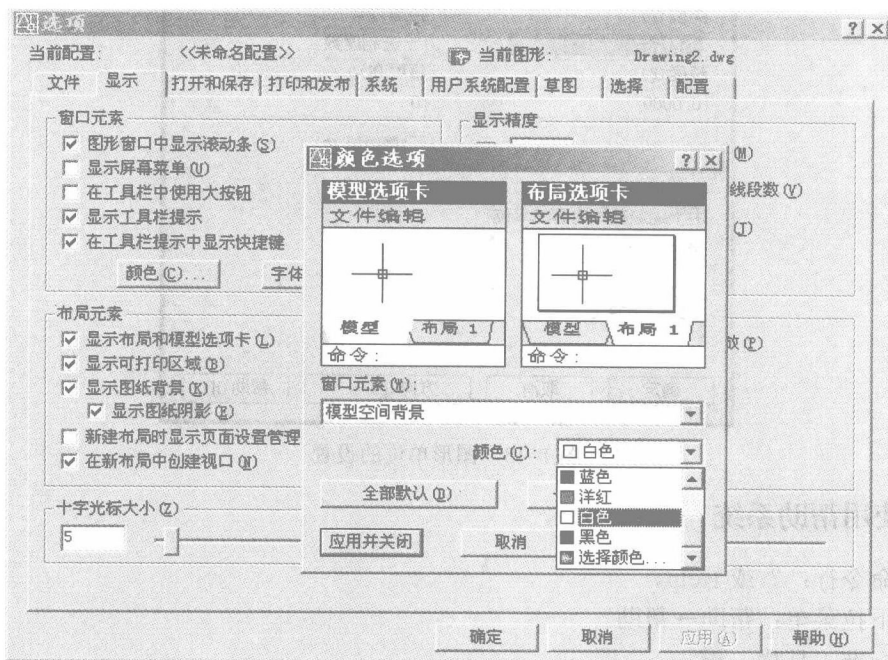 选项
当前配置: <<未命名配置>> 当前图形: Drawing2.dwg
文件 显示 打开和保存 打印和发布 系统 用户系统配置 草图 选择 配置
窗口元素
图形窗口中显示滚动条(S)
显示屏幕菜单(U)
在工具栏中使用大按钮
显示工具栏提示
在工具栏提示中显示快捷键
颜色(C)... 字体
布局元素
显示布局和模型选项卡(L)
显示可打印区域(B)
显示图纸背景(K)
显示图纸阴影(E)
新建布局时显示页面设置管理
在新布局中创建视口(N)
十字光标大小(Z)
5
显示精度
(M)
线段数(V)
(I)
放(P)
颜色选项
模型选项卡
文件编辑
模型 布局 1
命令:
布局选项卡
文件编辑
模型 布局 1
命令:
窗口元素(W):
模型空间背景
颜色(C): 白色
蓝色
洋红
白色
黑色
选择颜色...
全部默认(D)
应用并关闭 取消
确定 取消 应用(A) 帮助(H)